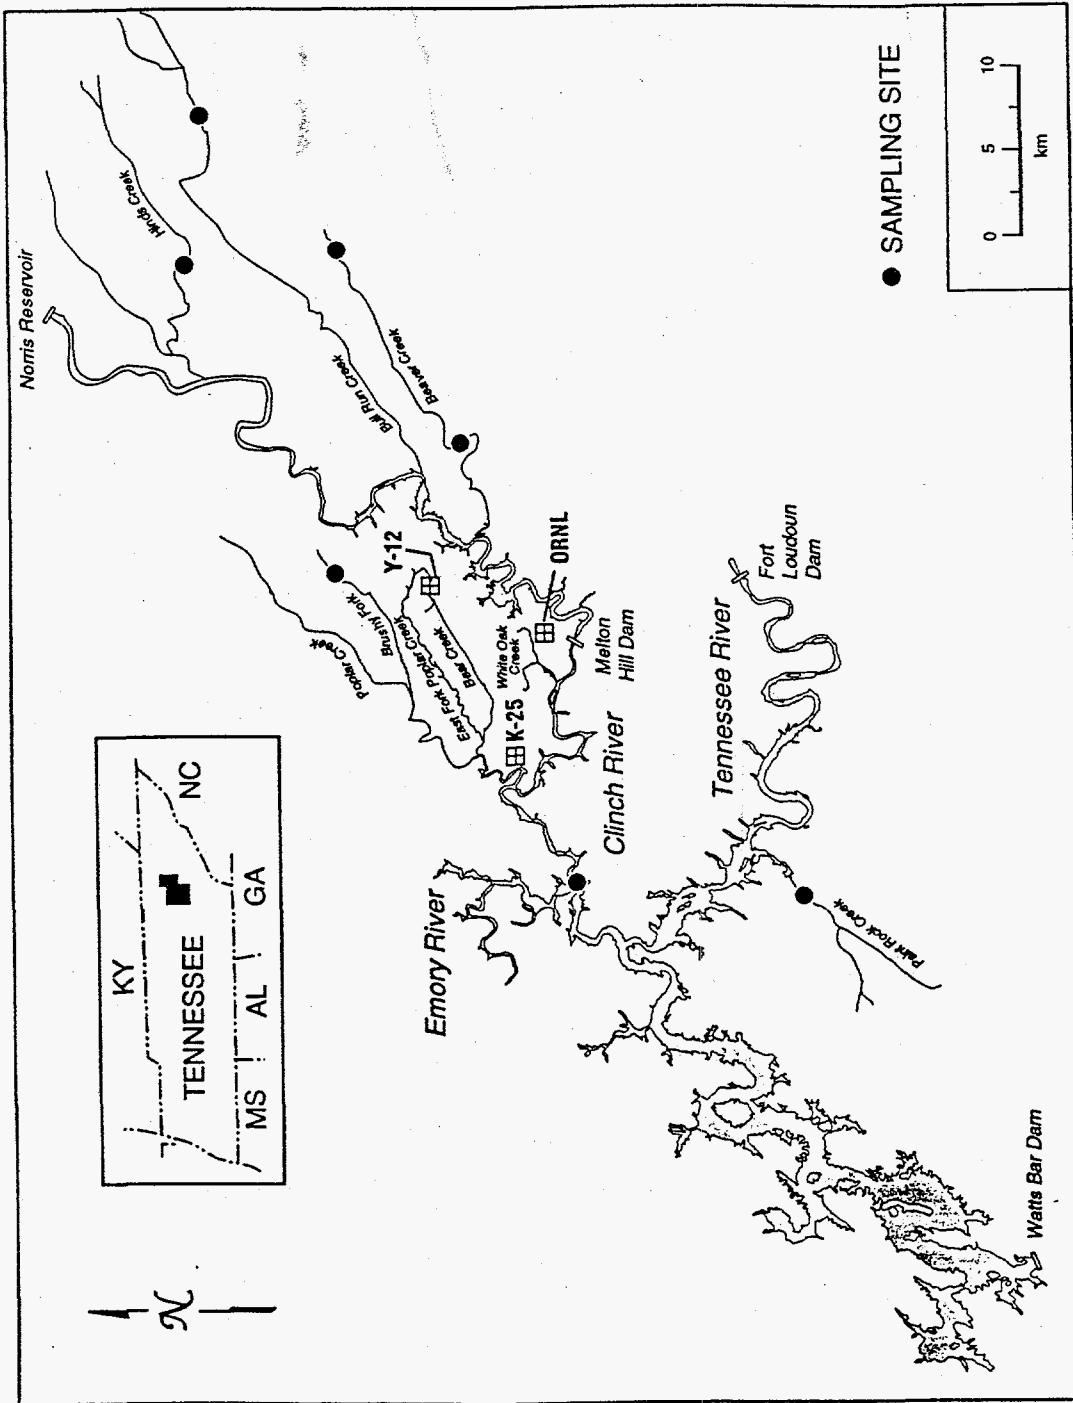 Norris Reservoir
Hinds Creek
Bull Run Creek
Beaver Creek
Poplar Creek
Brushy Fork
East Fork Poplar Creek
Bear Creek
Y-12
White Oak
Creek
ORNL
K-25
Melton
Hill Dam
Clinch River
Emory River
Tennessee River
Fort
Loudoun
Dam
Paint Rock Creek
Watts Bar Dam
KY
TENNESSEE
NC
MS
AL
GA
N
● SAMPLING SITE
0 5 10
km